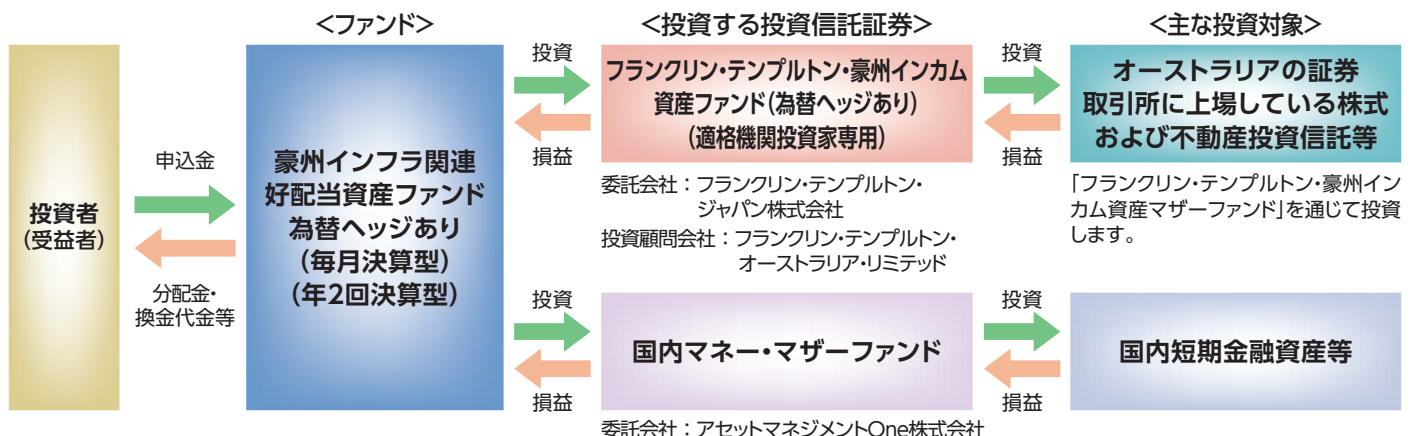 <ファンド>
<投資する投資信託証券>
<主な投資対象>
投資者
(受益者)
申込金
分配金・
換金代金等
豪州インフラ関連
好配当資産ファンド
為替ヘッジあり
(毎月決算型)
(年2回決算型)
投資
損益
フランクリン・テンプルトン・豪州インカム
資産ファンド(為替ヘッジあり)
(適格機関投資家専用)
委託会社:フランクリン・テンプルトン・
ジャパン株式会社
投資顧問会社:フランクリン・テンプルトン・
オーストラリア・リミテッド
投資
損益
オーストラリアの証券
取引所に上場している株式
および不動産投資信託等
「フランクリン・テンプルトン・豪州イン
カム資産マザーファンド」を通じて投資
します。
投資
損益
国内マネー・マザーファンド
委託会社:アセットマネジメントOne株式会社
投資
損益
国内短期金融資産等